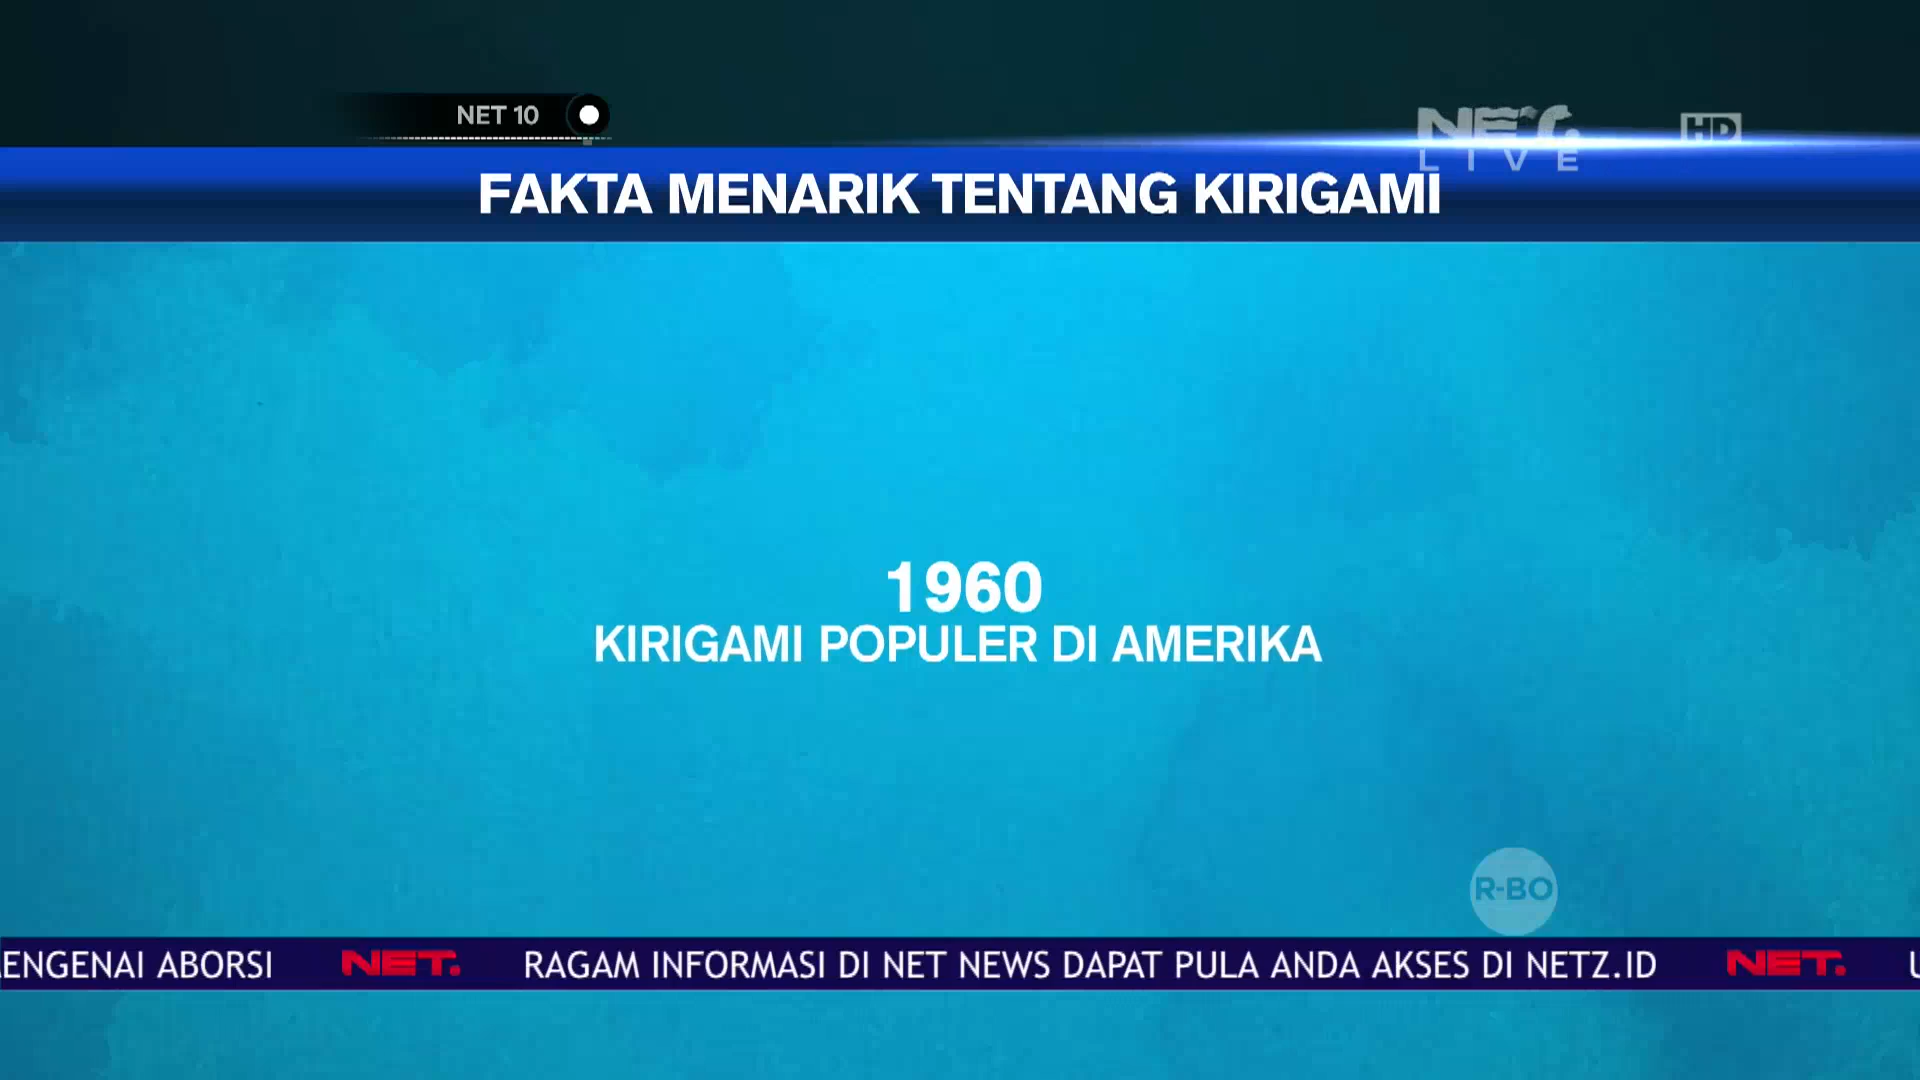 NET 10
NET.
LIVE
HD
FAKTA MENARIK TENTANG KIRIGAMI
1960
KIRIGAMI POPULER DI AMERIKA
R-BO
ENGENAI ABORSI NET. RAGAM INFORMASI DI NET NEWS DAPAT PULA ANDA AKSES DI NETZ.ID NET.